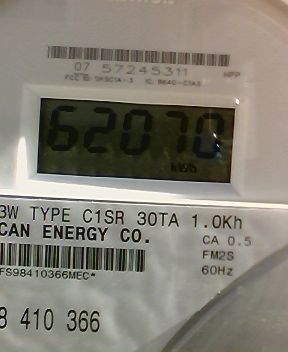 07 57245311 HPP
62070
kWh
3W TYPE C1SR 30TA 1.0Kh
CAN ENERGY CO. CA 0.5
FM2S
FS98410366MEC* 60Hz
8 410 366